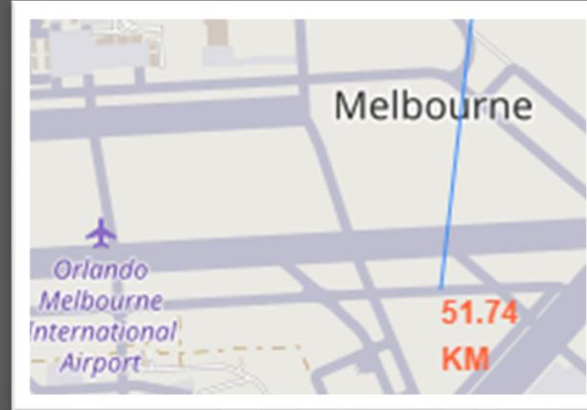 Melbourne
Orlando
Melbourne
International
Airport
51.74
KM